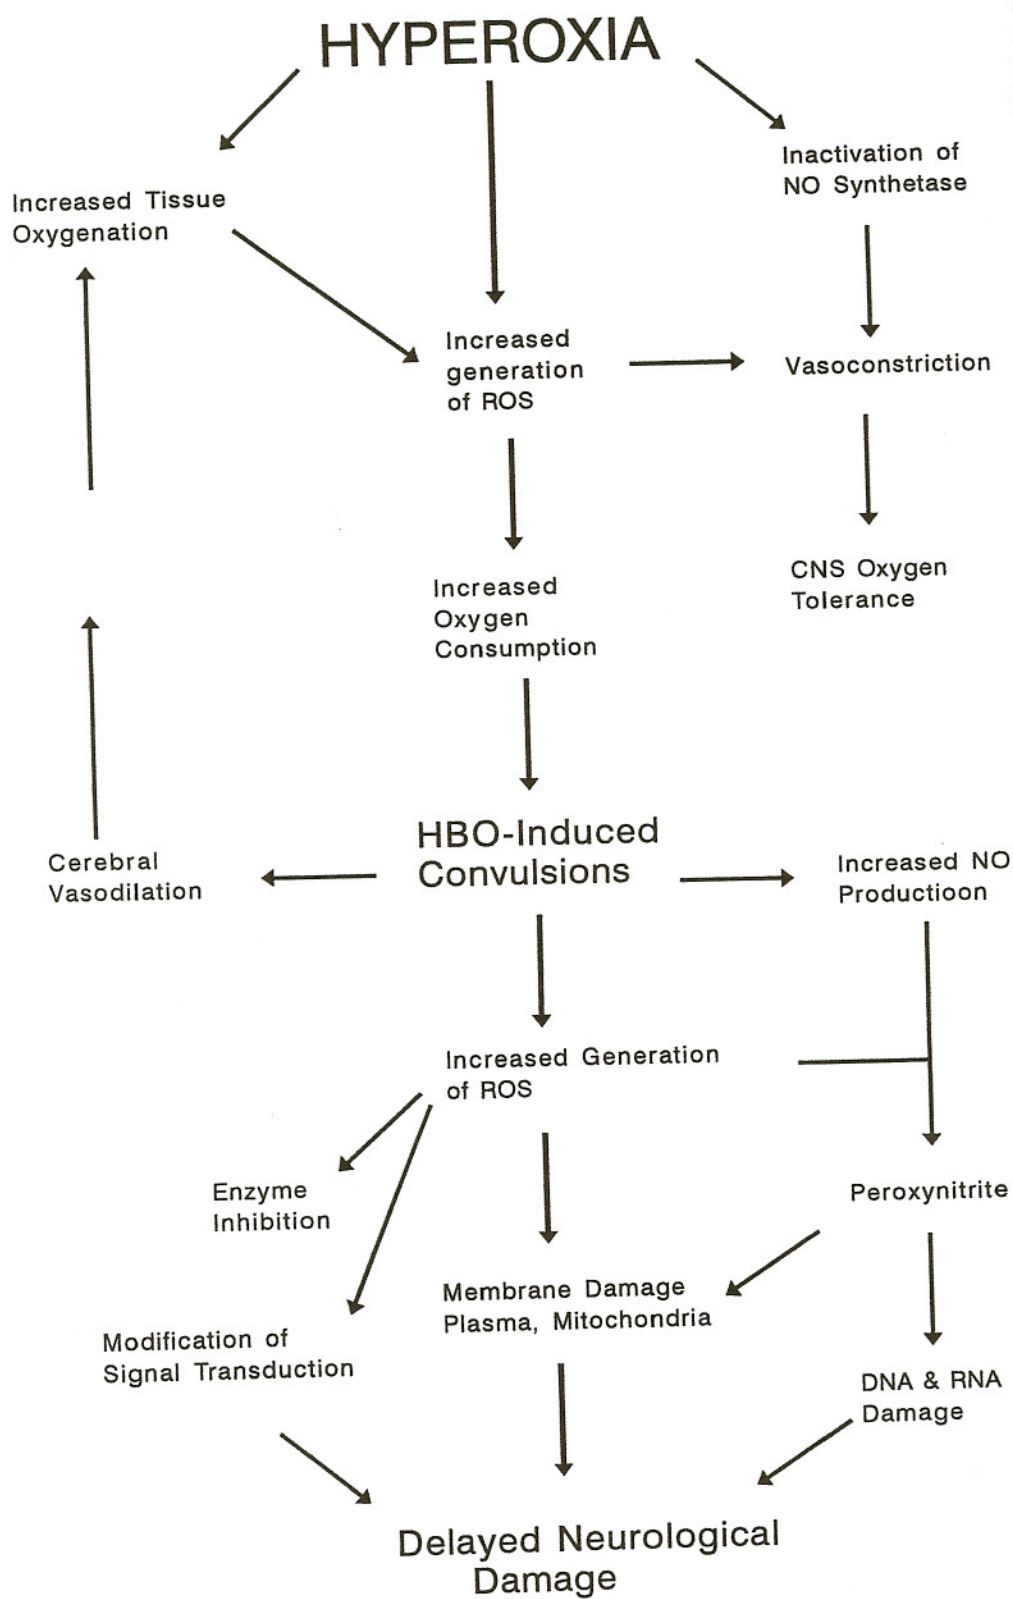 HYPEROXIA
Inactivation of
NO Synthetase
Increased Tissue
Oxygenation
Increased
generation
of ROS
Vasoconstriction
CNS Oxygen
Tolerance
Increased
Oxygen
Consumption
HBO-Induced
Convulsions
Cerebral
Vasodilation
Increased NO
Productioon
Increased Generation
of ROS
Enzyme
Inhibition
Peroxynitrite
Membrane Damage
Plasma, Mitochondria
Modification of
Signal Transduction
DNA & RNA
Damage
Delayed Neurological
Damage